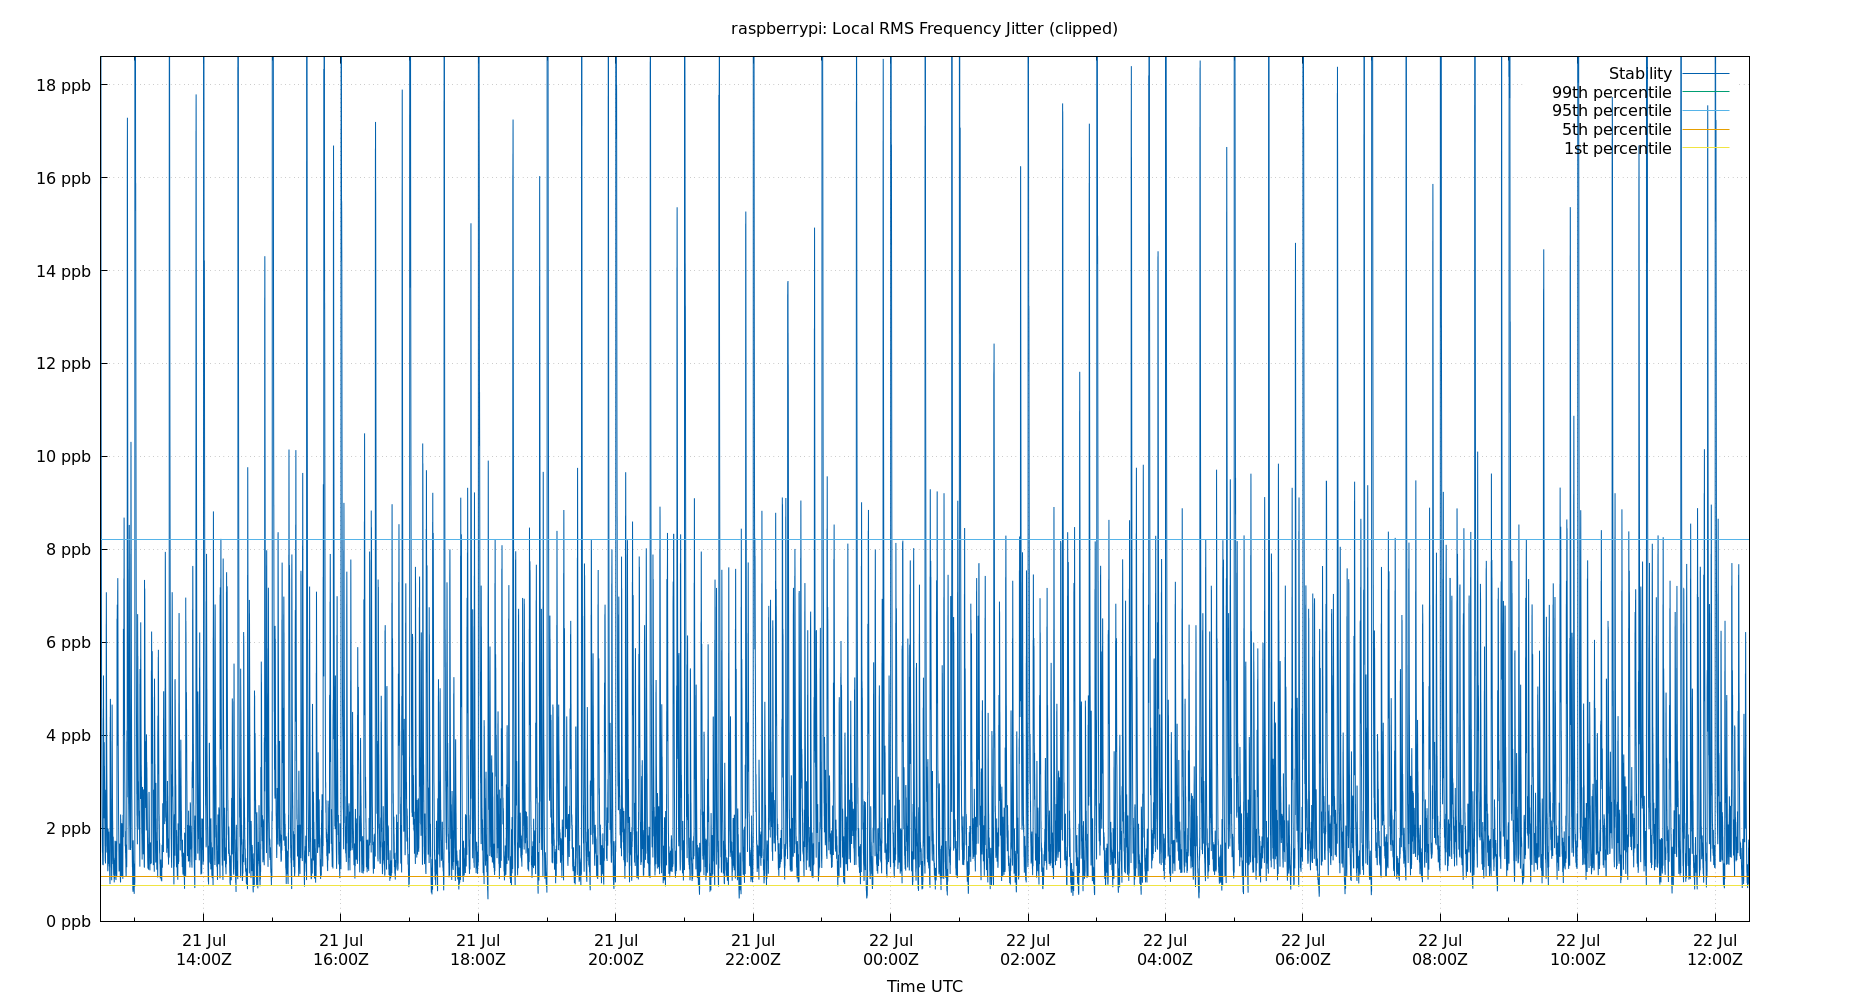 raspberrypi: Local RMS Frequency Jitter (clipped)
18 ppb
16 ppb
14 ppb
12 ppb
10 ppb
8 ppb
6 ppb
4 ppb
2 ppb
0 ppb
Stability
99th percentile
95th percentile
5th percentile
1st percentile
21 Jul 21 Jul 21 Jul 21 Jul 21 Jul 22 Jul 22 Jul 22 Jul 22 Jul 22 Jul 22 Jul 22 Jul
14:00Z 16:00Z 18:00Z 20:00Z 22:00Z 00:00Z 02:00Z 04:00Z 06:00Z 08:00Z 10:00Z 12:00Z
Time UTC